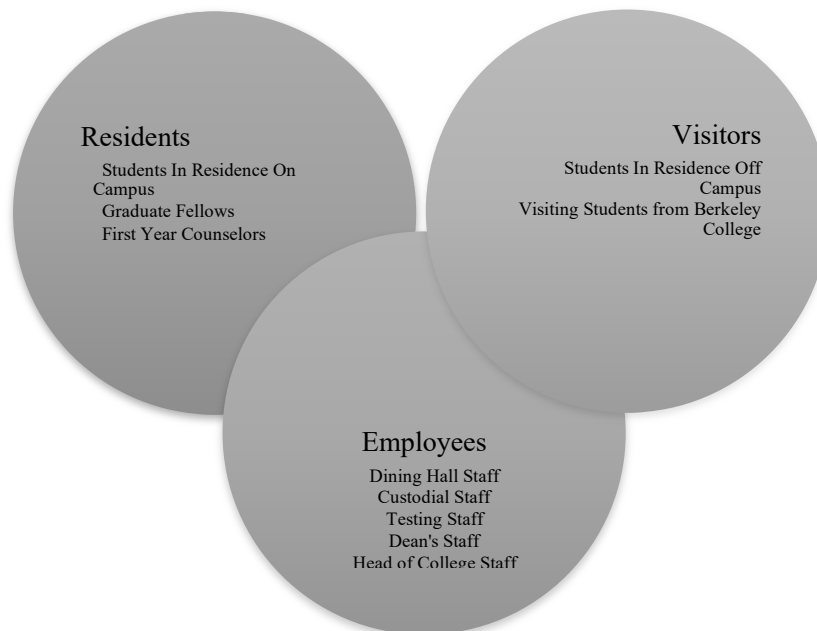 Residents
Students In Residence On
Campus
Graduate Fellows
First Year Counselors
Visitors
Students In Residence Off
Campus
Visiting Students from Berkeley
College
Employees
Dining Hall Staff
Custodial Staff
Testing Staff
Dean's Staff
Head of College Staff